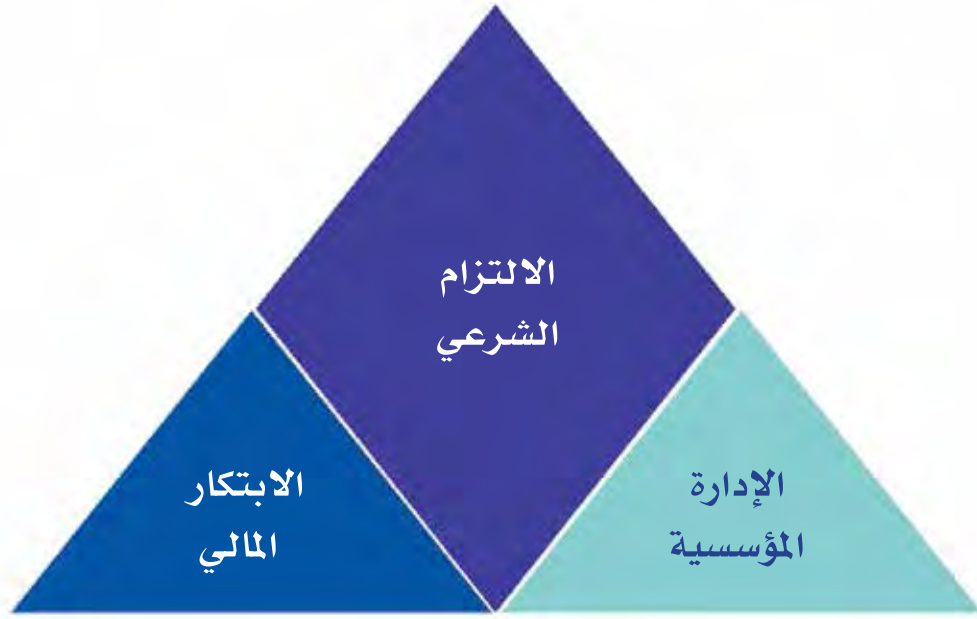 الالتزام
الشرعي
الإدارة
المؤسسية
الابتكار
المالي